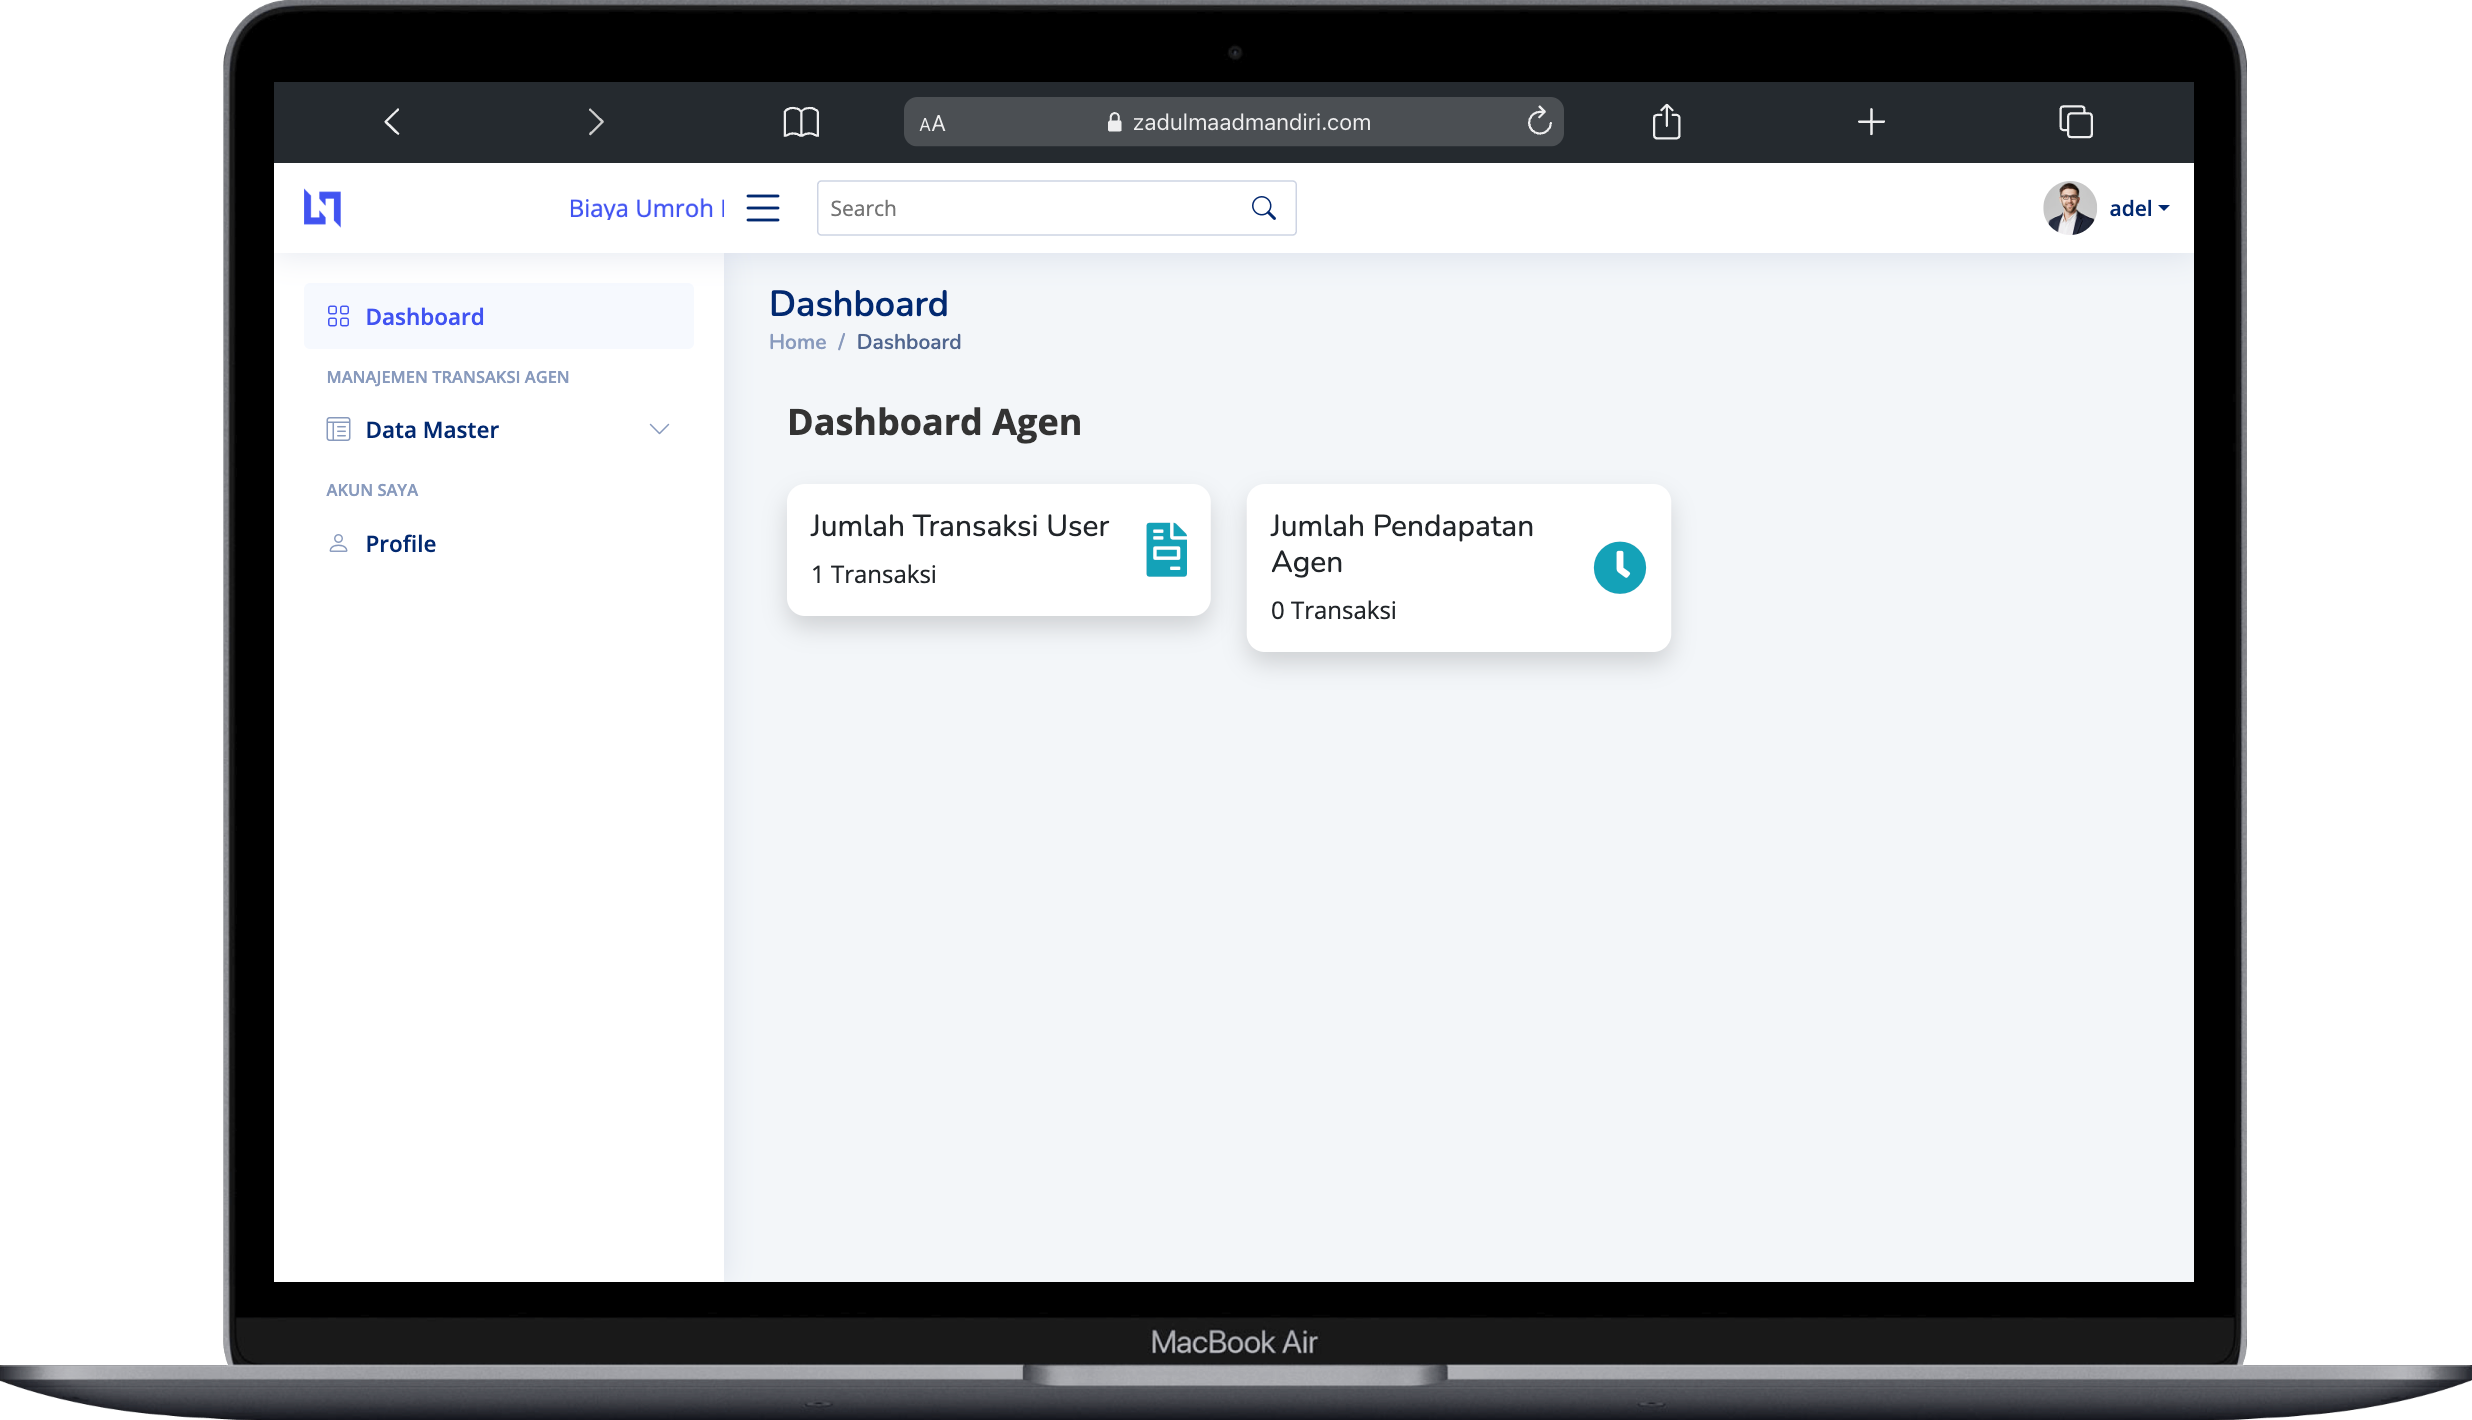 AA
zadulmaadmandiri.com
Biaya Umroh
Search
adel
Dashboard
MANAJEMEN TRANSAKSI AGEN
Data Master
AKUN SAYA
Profile
Dashboard
Home / Dashboard
Dashboard Agen
Jumlah Transaksi User
1 Transaksi
Jumlah Pendapatan
Agen
0 Transaksi
MacBook Air